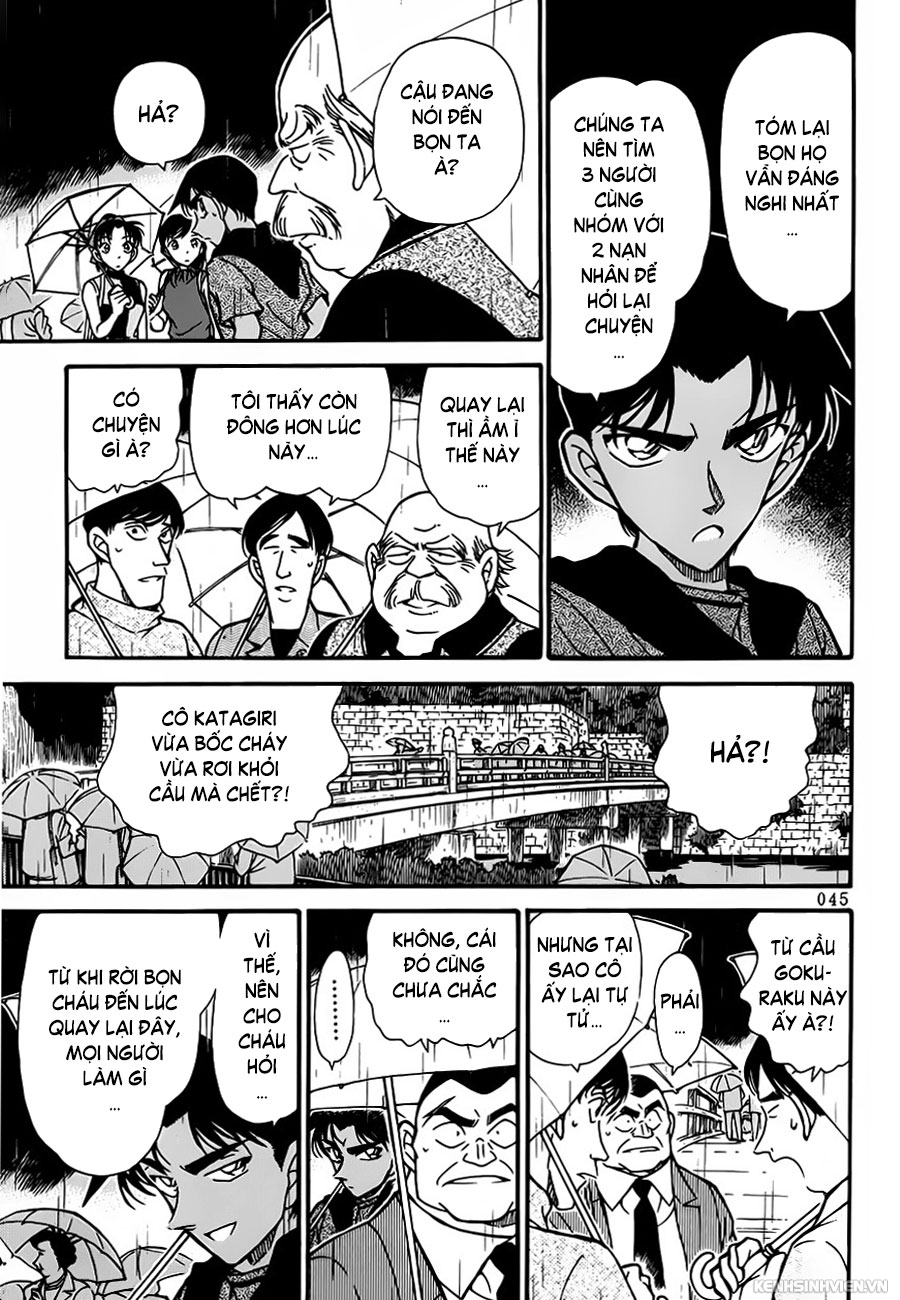 TÓM LẠI
BỌN HỌ
VẪN ĐÁNG
NGHI NHẤT
...
CHÚNG TA
NÊN TÌM
3 NGƯỜI
CÙNG
NHÓM VỚI
2 NẠN
NHÂN ĐỂ
HỎI LẠI
CHUYỆN
...
CẬU ĐANG
NÓI ĐẾN
BỌN TA
À?
HẢ?
QUAY LẠI
THÌ ẦM Ĩ
THẾ NÀY
...
TÔI THẤY CÒN
ĐÔNG HƠN LÚC
NÀY...
CÓ
CHUYỆN
GÌ À?
HẢ?!
CÔ KATAGIRI
VỪA BỐC CHÁY
VỪA RƠI KHỎI
CẦU MÀ CHẾT?!
045
TỪ CẦU
GOKU-
RAKU NÀY
ẤY À?!
PHẢI
...
NHƯNG TẠI
SAO CÔ
ẤY LẠI TỰ
TỬ...
KHÔNG, CÁI
ĐÓ CŨNG
CHƯA CHẮC
...
........
VÌ
THẾ,
NÊN
CHO
CHÁU
HỎI
TỪ KHI RỜI BỌN
CHÁU ĐẾN LÚC
QUAY LẠI ĐÂY,
MỌI NGƯỜI
LÀM GÌ
...
KENHSINHVIEN.VN